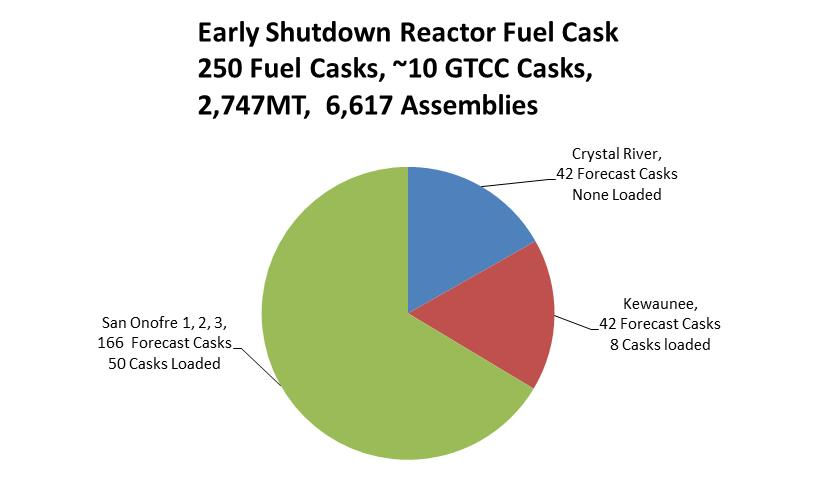 Early Shutdown Reactor Fuel Cask
250 Fuel Casks, ~10 GTCC Casks,
2,747MT, 6,617 Assemblies
Crystal River,
42 Forecast Casks
None Loaded
Kewaunee,
42 Forecast Casks
8 Casks loaded
San Onofre 1, 2, 3,
166 Forecast Casks
50 Casks Loaded